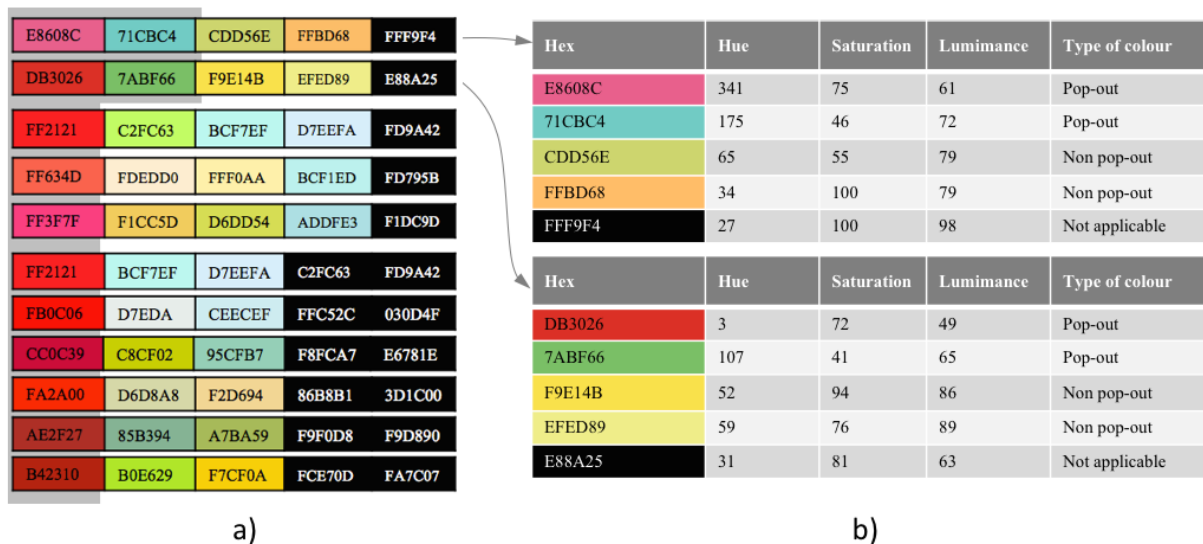 E8608C 71CBC4 CDD56E FFBD68 FFF9F4
DB3026 7ABF66 F9E14B EFED89 E88A25
FF2121 C2FC63 BCF7EF D7EEFA FD9A42
FF634D FDEDD0 FFF0AA BCF1ED FD795B
FF3F7F F1CC5D D6DD54 ADDFE3 F1DC9D
FF2121 BCF7EF D7EEFA C2FC63 FD9A42
FB0C06 D7EDA CEECEF FFC52C 030D4F
CC0C39 C8CF02 95CFB7 F8FCA7 E6781E
FA2A00 D6D8A8 F2D694 86B8B1 3D1C00
AE2F27 85B394 A7BA59 F9F0D8 F9D890
B42310 B0E629 F7CF0A FCE70D FA7C07
a)
Hex Hue Saturation Lumimance Type of colour
E8608C 341 75 61 Pop-out
71CBC4 175 46 72 Pop-out
CDD56E 65 55 79 Non pop-out
FFBD68 34 100 79 Non pop-out
FFF9F4 27 100 98 Not applicable
Hex Hue Saturation Lumimance Type of colour
DB3026 3 72 49 Pop-out
7ABF66 107 41 65 Pop-out
F9E14B 52 94 86 Non pop-out
EFED89 59 76 89 Non pop-out
E88A25 31 81 63 Not applicable
b)